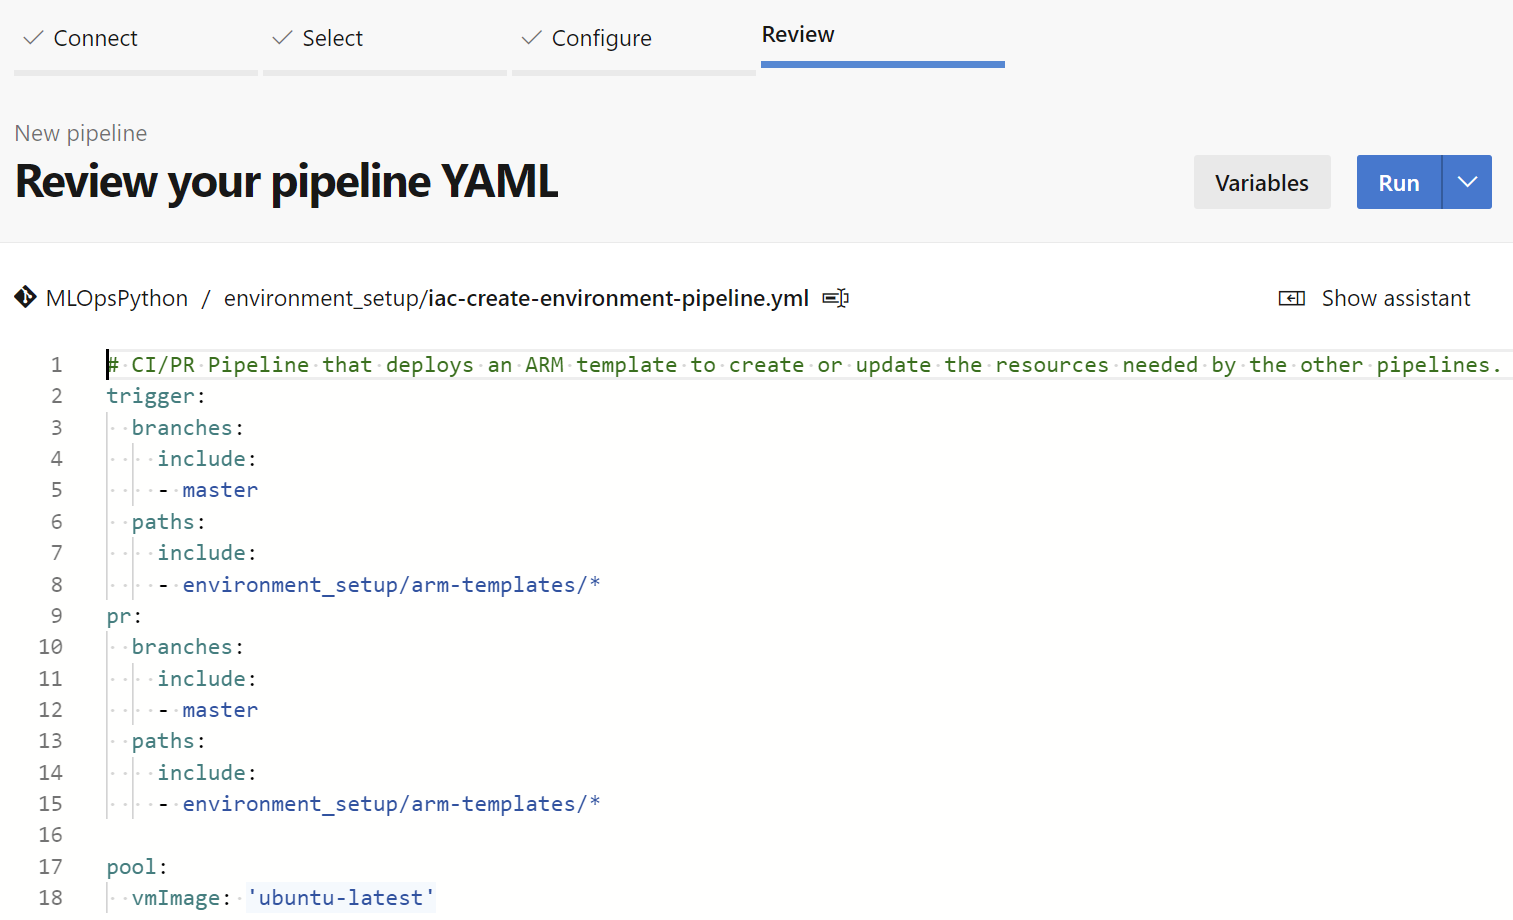 Connect Select Configure Review
New pipeline
Review your pipeline YAML
Variables Run
MLOpsPython / environment_setup/iac-create-environment-pipeline.yml Show assistant
1 # CI/PR Pipeline that deploys an ARM template to create or update the resources needed by the other pipelines.
2 trigger:
3   branches:
4     include:
5     - master
6   paths:
7     include:
8     - environment_setup/arm-templates/*
9 pr:
10   branches:
11     include:
12     - master
13   paths:
14     include:
15     - environment_setup/arm-templates/*
16
17 pool:
18   vmImage: 'ubuntu-latest'